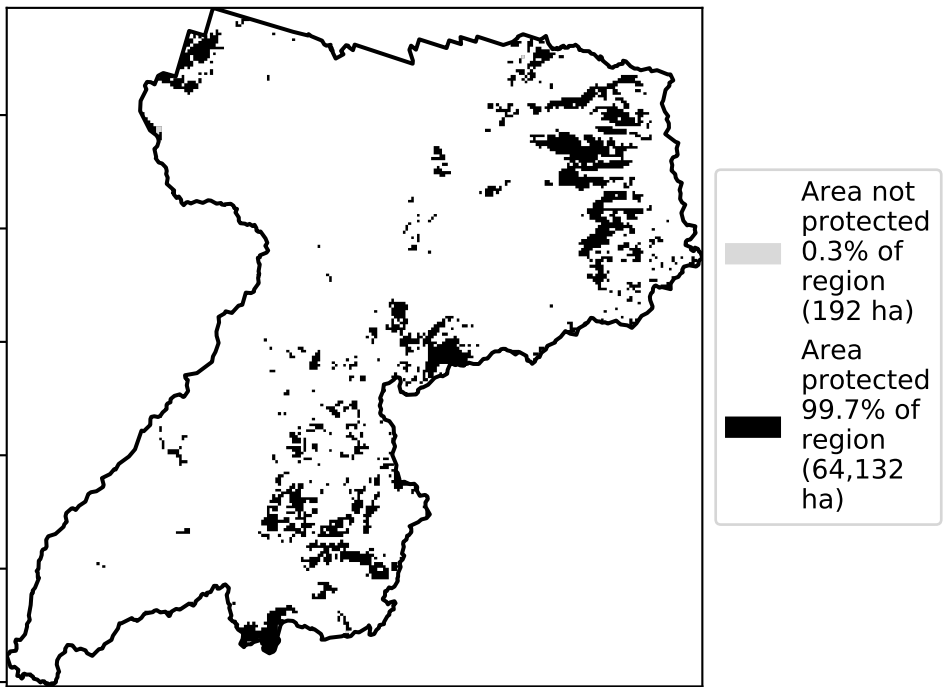 Area not
protected
0.3% of
region
(192 ha)
Area
protected
99.7% of
region
(64,132
ha)